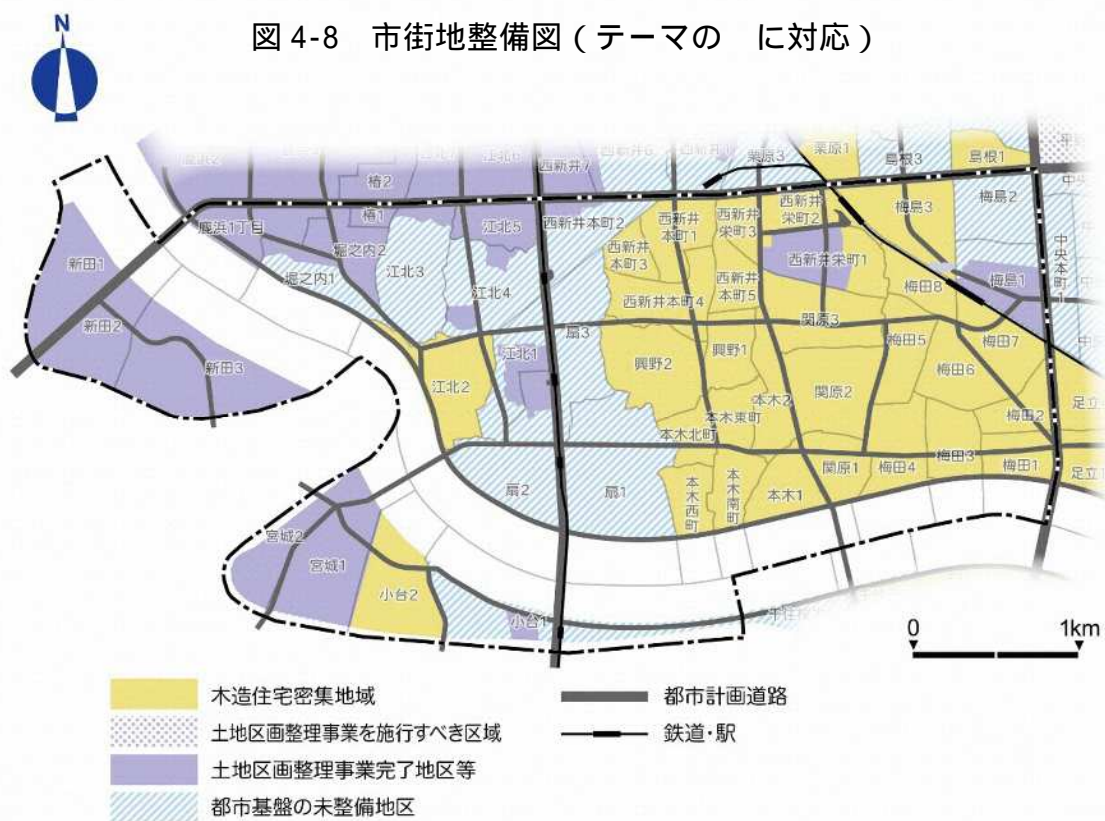 図 4-8 市街地整備図（テーマの に対応）
N
鹿浜2
江北6
西新井7
西新井6
栗原3
栗原1
島根3
島根1
椿2
椿1
江北5
西新井本町2
西新井本町1
西新井栄町3
西新井栄町2
梅島3
梅島2
鹿浜1丁目
堀之内2
堀之内1
江北3
江北4
西新井本町3
西新井本町5
西新井栄町1
梅島1
中央本町1
新田1
新田2
新田3
西新井本町4
梅田8
扇3
関原3
梅田5
梅田7
江北1
江北2
興野2
興野1
関原2
梅田6
本木2
本木東町
本木北町
梅田2
扇2
扇1
本木西町
本木南町
本木1
関原1
梅田4
梅田3
梅田1
宮城2
宮城1
小台2
小台1
0 1km
木造住宅密集地域
土地区画整理事業を施行すべき区域
土地区画整理事業完了地区等
都市基盤の未整備地区
都市計画道路
鉄道・駅